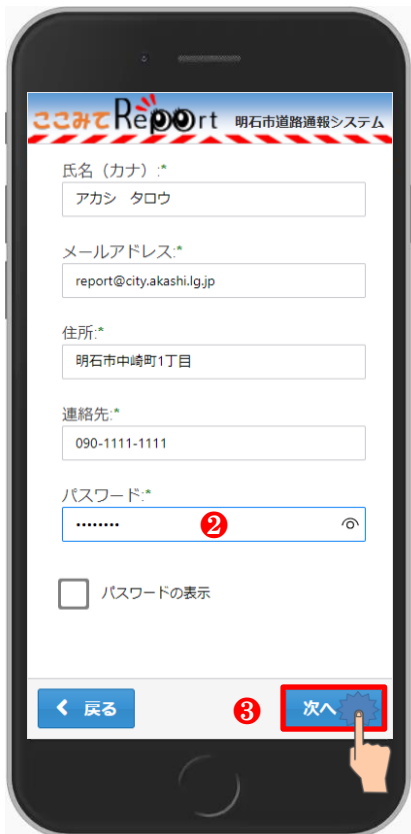 ここみてReport 明石市道路通報システム
氏名（カナ）:*
アカシ　タロウ
メールアドレス:*
report@city.akashi.lg.jp
住所:*
明石市中崎町1丁目
連絡先:*
090-1111-1111
パスワード:*
•••••••• ❷
パスワードの表示
戻る ❸ 次へ